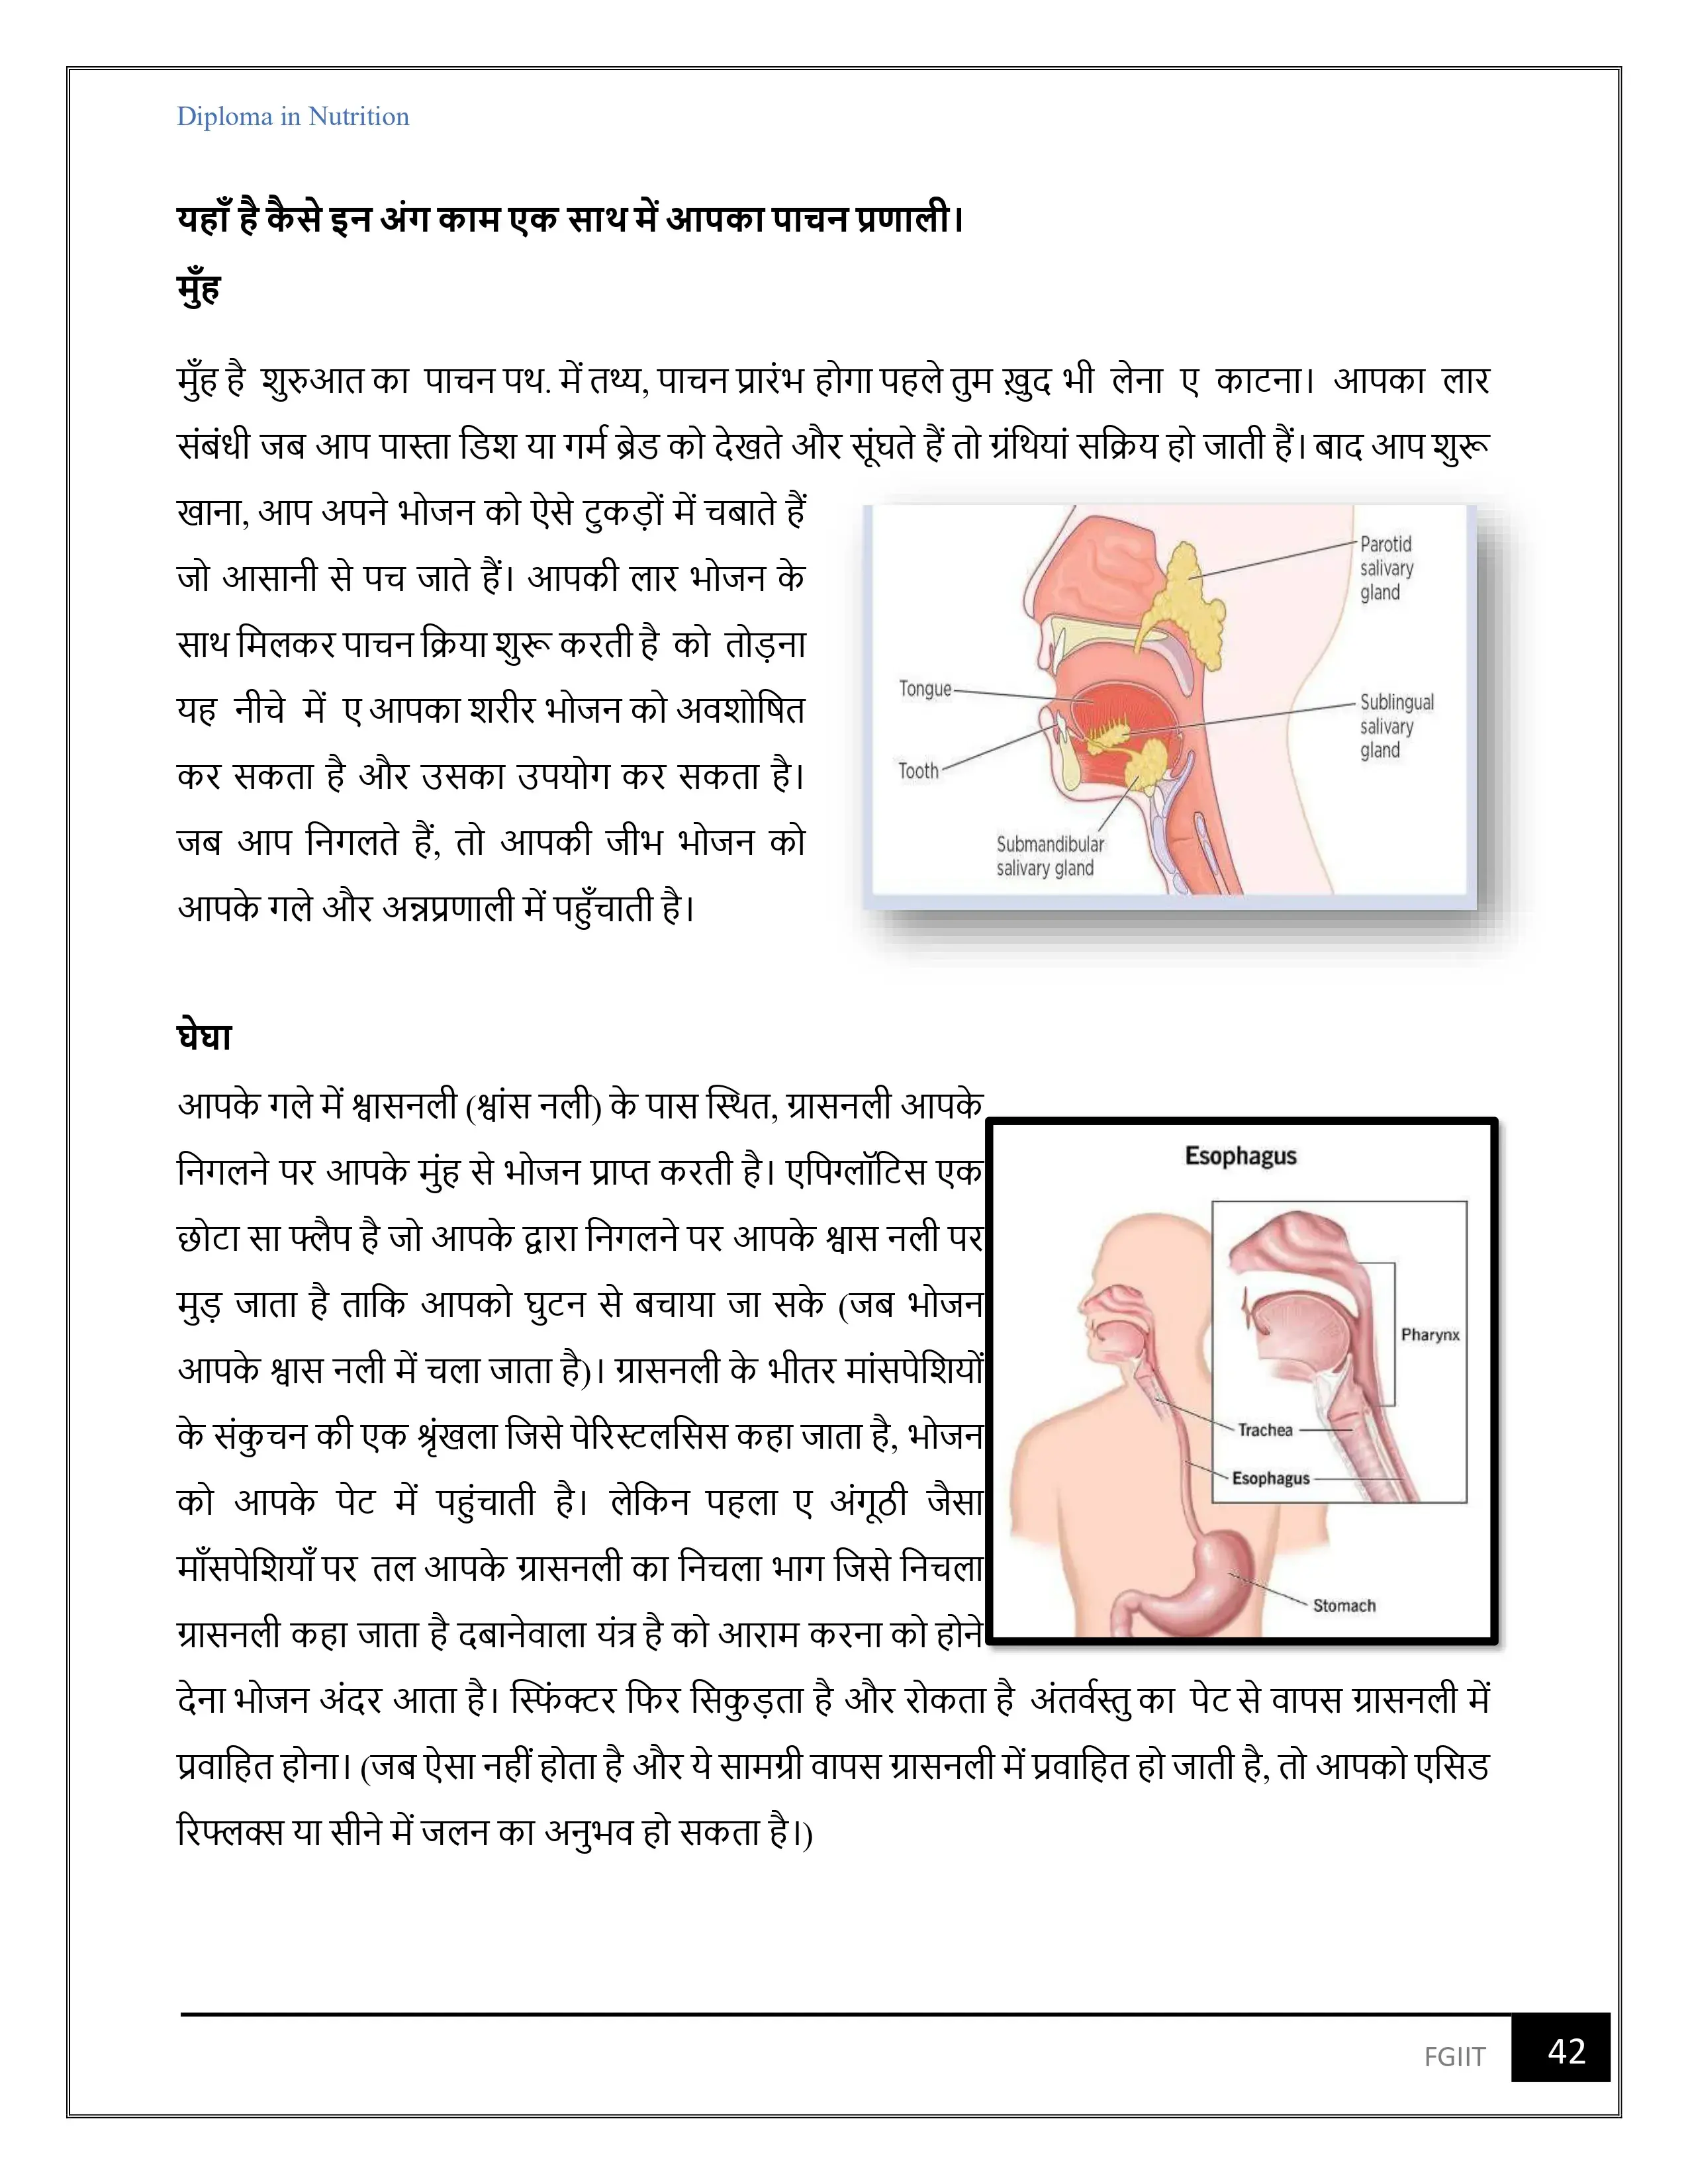 Diploma in Nutrition
यहाँ है कैसे इन अंग काम एक साथ में आपका पाचन प्रणाली।
मुँह
मुँह है शुरुआत का पाचन पथ. में तथ्य, पाचन प्रारंभ होगा पहले तुम ख़ुद भी लेना ए काटना। आपका लार
संबंधी जब आप पास्ता डिश या गर्म ब्रेड को देखते और सूंघते हैं तो ग्रंथियां सक्रिय हो जाती हैं। बाद आप शुरू
खाना, आप अपने भोजन को ऐसे टुकड़ों में चबाते हैं
जो आसानी से पच जाते हैं। आपकी लार भोजन के
साथ मिलकर पाचन क्रिया शुरू करती है को तोड़ना
यह नीचे में ए आपका शरीर भोजन को अवशोषित
कर सकता है और उसका उपयोग कर सकता है।
जब आप निगलते हैं, तो आपकी जीभ भोजन को
आपके गले और अन्नप्रणाली में पहुँचाती है।
Parotid
salivary
gland
Tongue
Sublingual
salivary
gland
Tooth
Submandibular
salivary gland
घेघा
आपके गले में श्वासनली (श्वांस नली) के पास स्थित, ग्रासनली आपके
निगलने पर आपके मुंह से भोजन प्राप्त करती है। एपिग्लॉटिस एक
छोटा सा फ्लैप है जो आपके द्वारा निगलने पर आपके श्वास नली पर
मुड़ जाता है ताकि आपको घुटन से बचाया जा सके (जब भोजन
आपके श्वास नली में चला जाता है)। ग्रासनली के भीतर मांसपेशियों
के संकुचन की एक श्रृंखला जिसे पेरिस्टलसिस कहा जाता है, भोजन
को आपके पेट में पहुंचाती है। लेकिन पहला ए अंगूठी जैसा
माँसपेशियाँ पर तल आपके ग्रासनली का निचला भाग जिसे निचला
ग्रासनली कहा जाता है दबानेवाला यंत्र है को आराम करना को होने
देना भोजन अंदर आता है। स्फिंक्टर फिर सिकुड़ता है और रोकता है अंतर्वस्तु का पेट से वापस ग्रासनली में
प्रवाहित होना। (जब ऐसा नहीं होता है और ये सामग्री वापस ग्रासनली में प्रवाहित हो जाती है, तो आपको एसिड
रिफ्लक्स या सीने में जलन का अनुभव हो सकता है।)
Esophagus
Pharynx
Trachea
Esophagus
Stomach
FGIIT
42